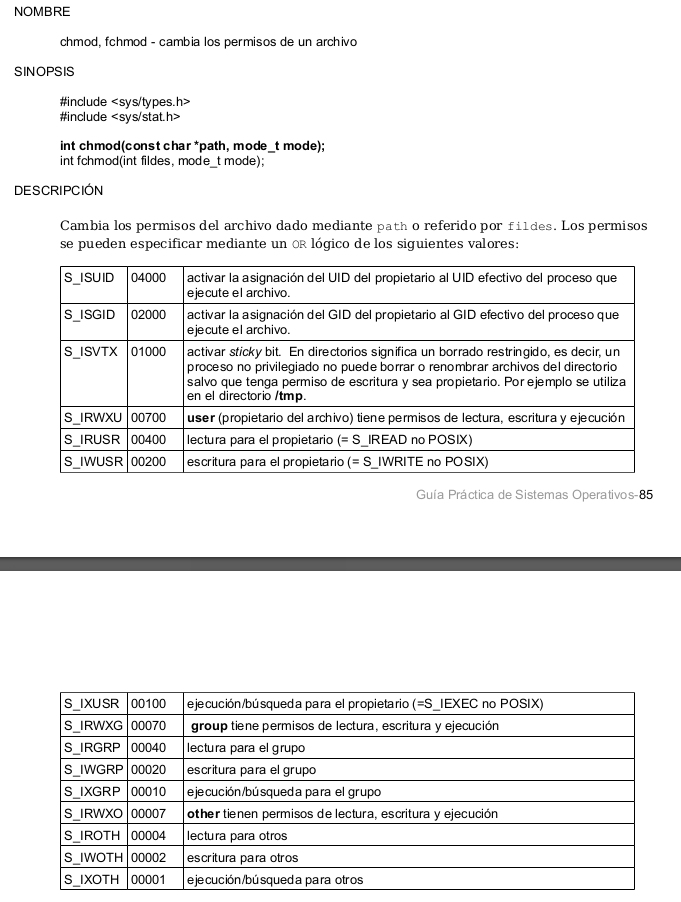 NOMBRE
chmod, fchmod - cambia los permisos de un archivo
SINOPSIS
#include <sys/types.h>
#include <sys/stat.h>
int chmod(const char *path, mode_t mode);
int fchmod(int fildes, mode_t mode);
DESCRIPCIÓN
Cambia los permisos del archivo dado mediante path o referido por fildes. Los permisos
se pueden especificar mediante un OR lógico de los siguientes valores:
S_ISUID 04000 activar la asignación del UID del propietario al UID efectivo del proceso que
ejecute el archivo.
S_ISGID 02000 activar la asignación del GID del propietario al GID efectivo del proceso que
ejecute el archivo.
S_ISVTX 01000 activar sticky bit. En directorios significa un borrado restringido, es decir, un
proceso no privilegiado no puede borrar o renombrar archivos del directorio
salvo que tenga permiso de escritura y sea propietario. Por ejemplo se utiliza
en el directorio /tmp.
S_IRWXU 00700 user (propietario del archivo) tiene permisos de lectura, escritura y ejecución
S_IRUSR 00400 lectura para el propietario (= S_IREAD no POSIX)
S_IWUSR 00200 escritura para el propietario (= S_IWRITE no POSIX)
Guía Práctica de Sistemas Operativos-85
S_IXUSR 00100 ejecución/búsqueda para el propietario (=S_IEXEC no POSIX)
S_IRWXG 00070 group tiene permisos de lectura, escritura y ejecución
S_IRGRP 00040 lectura para el grupo
S_IWGRP 00020 escritura para el grupo
S_IXGRP 00010 ejecución/búsqueda para el grupo
S_IRWXO 00007 other tienen permisos de lectura, escritura y ejecución
S_IROTH 00004 lectura para otros
S_IWOTH 00002 escritura para otros
S_IXOTH 00001 ejecución/búsqueda para otros